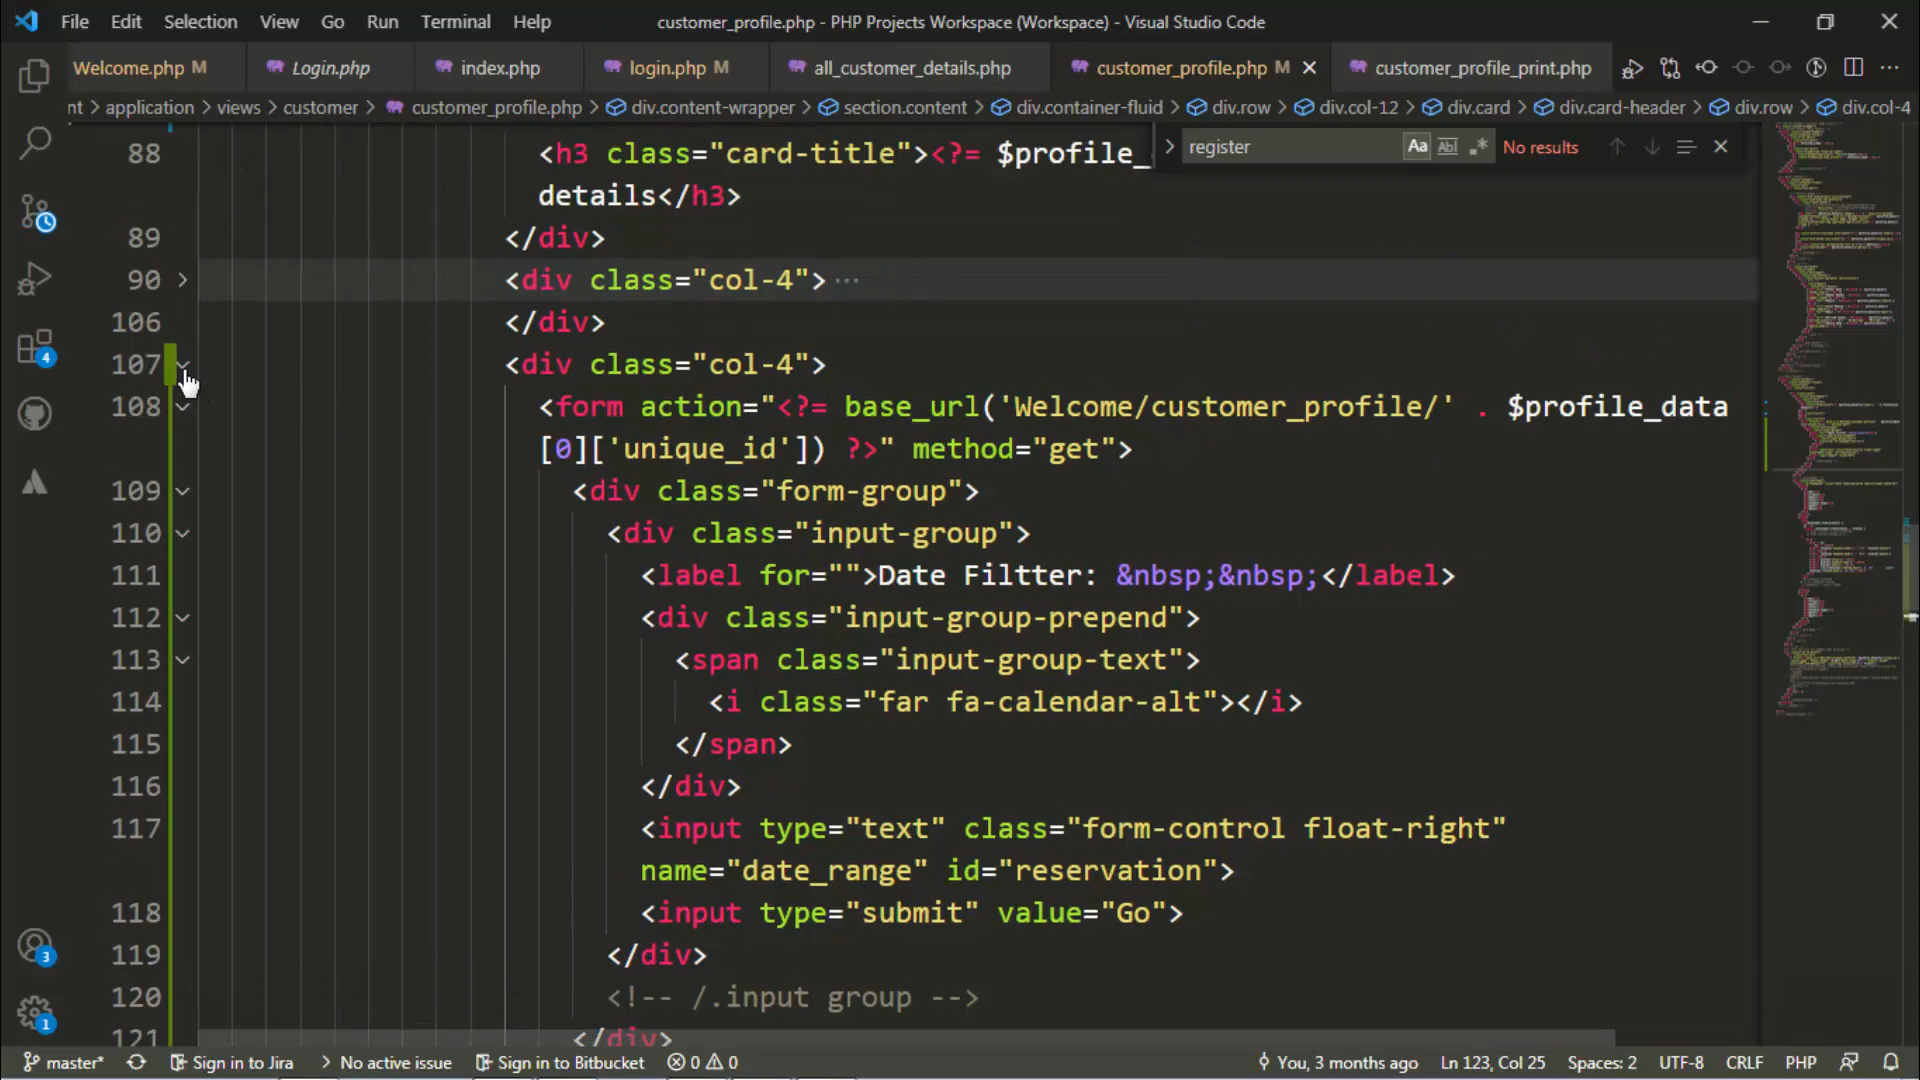 File Edit Selection View Go Run Terminal Help customer_profile.php - PHP Projects Workspace (Workspace) - Visual Studio Code
Welcome.php M Login.php index.php login.php M all_customer_details.php customer_profile.php M customer_profile_print.php
nt > application > views > customer > customer_profile.php > div.content-wrapper > section.content > div.container-fluid > div.row > div.col-12 > div.card > div.card-header > div.row > div.col-4
register Aa Abl .* No results
88 <h3 class="card-title"><?= $profile_
details</h3>
89 </div>
90 <div class="col-4"> ...
106 </div>
107 <div class="col-4">
108 <form action="<?= base_url('Welcome/customer_profile/' . $profile_data
[0]['unique_id']) ?>" method="get">
109 <div class="form-group">
110 <div class="input-group">
111 <label for="">Date Filtter: &nbsp;&nbsp;</label>
112 <div class="input-group-prepend">
113 <span class="input-group-text">
114 <i class="far fa-calendar-alt"></i>
115 </span>
116 </div>
117 <input type="text" class="form-control float-right"
name="date_range" id="reservation">
118 <input type="submit" value="Go">
119 </div>
120 <!-- /.input group -->
121 </div>
4
3
1
master* Sign in to Jira > No active issue Sign in to Bitbucket 0 0 You, 3 months ago Ln 123, Col 25 Spaces: 2 UTF-8 CRLF PHP